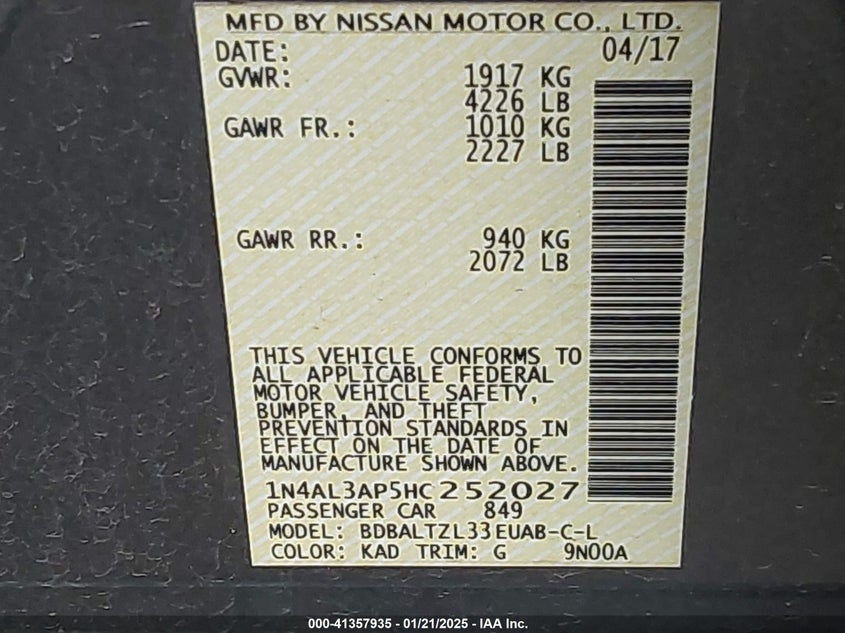 MFD BY NISSAN MOTOR CO., LTD.
DATE: 04/17
GVWR: 1917 KG
4226 LB
GAWR FR.: 1010 KG
2227 LB
GAWR RR.: 940 KG
2072 LB
THIS VEHICLE CONFORMS TO
ALL APPLICABLE FEDERAL
MOTOR VEHICLE SAFETY,
BUMPER, AND THEFT
PREVENTION STANDARDS IN
EFFECT ON THE DATE OF
MANUFACTURE SHOWN ABOVE.
1N4AL3AP5HC252027
PASSENGER CAR 849
MODEL: BDBALTZL33EUAB-C-L
COLOR: KAD TRIM: G 9N00A
000-41357935 - 01/21/2025 - IAA Inc.